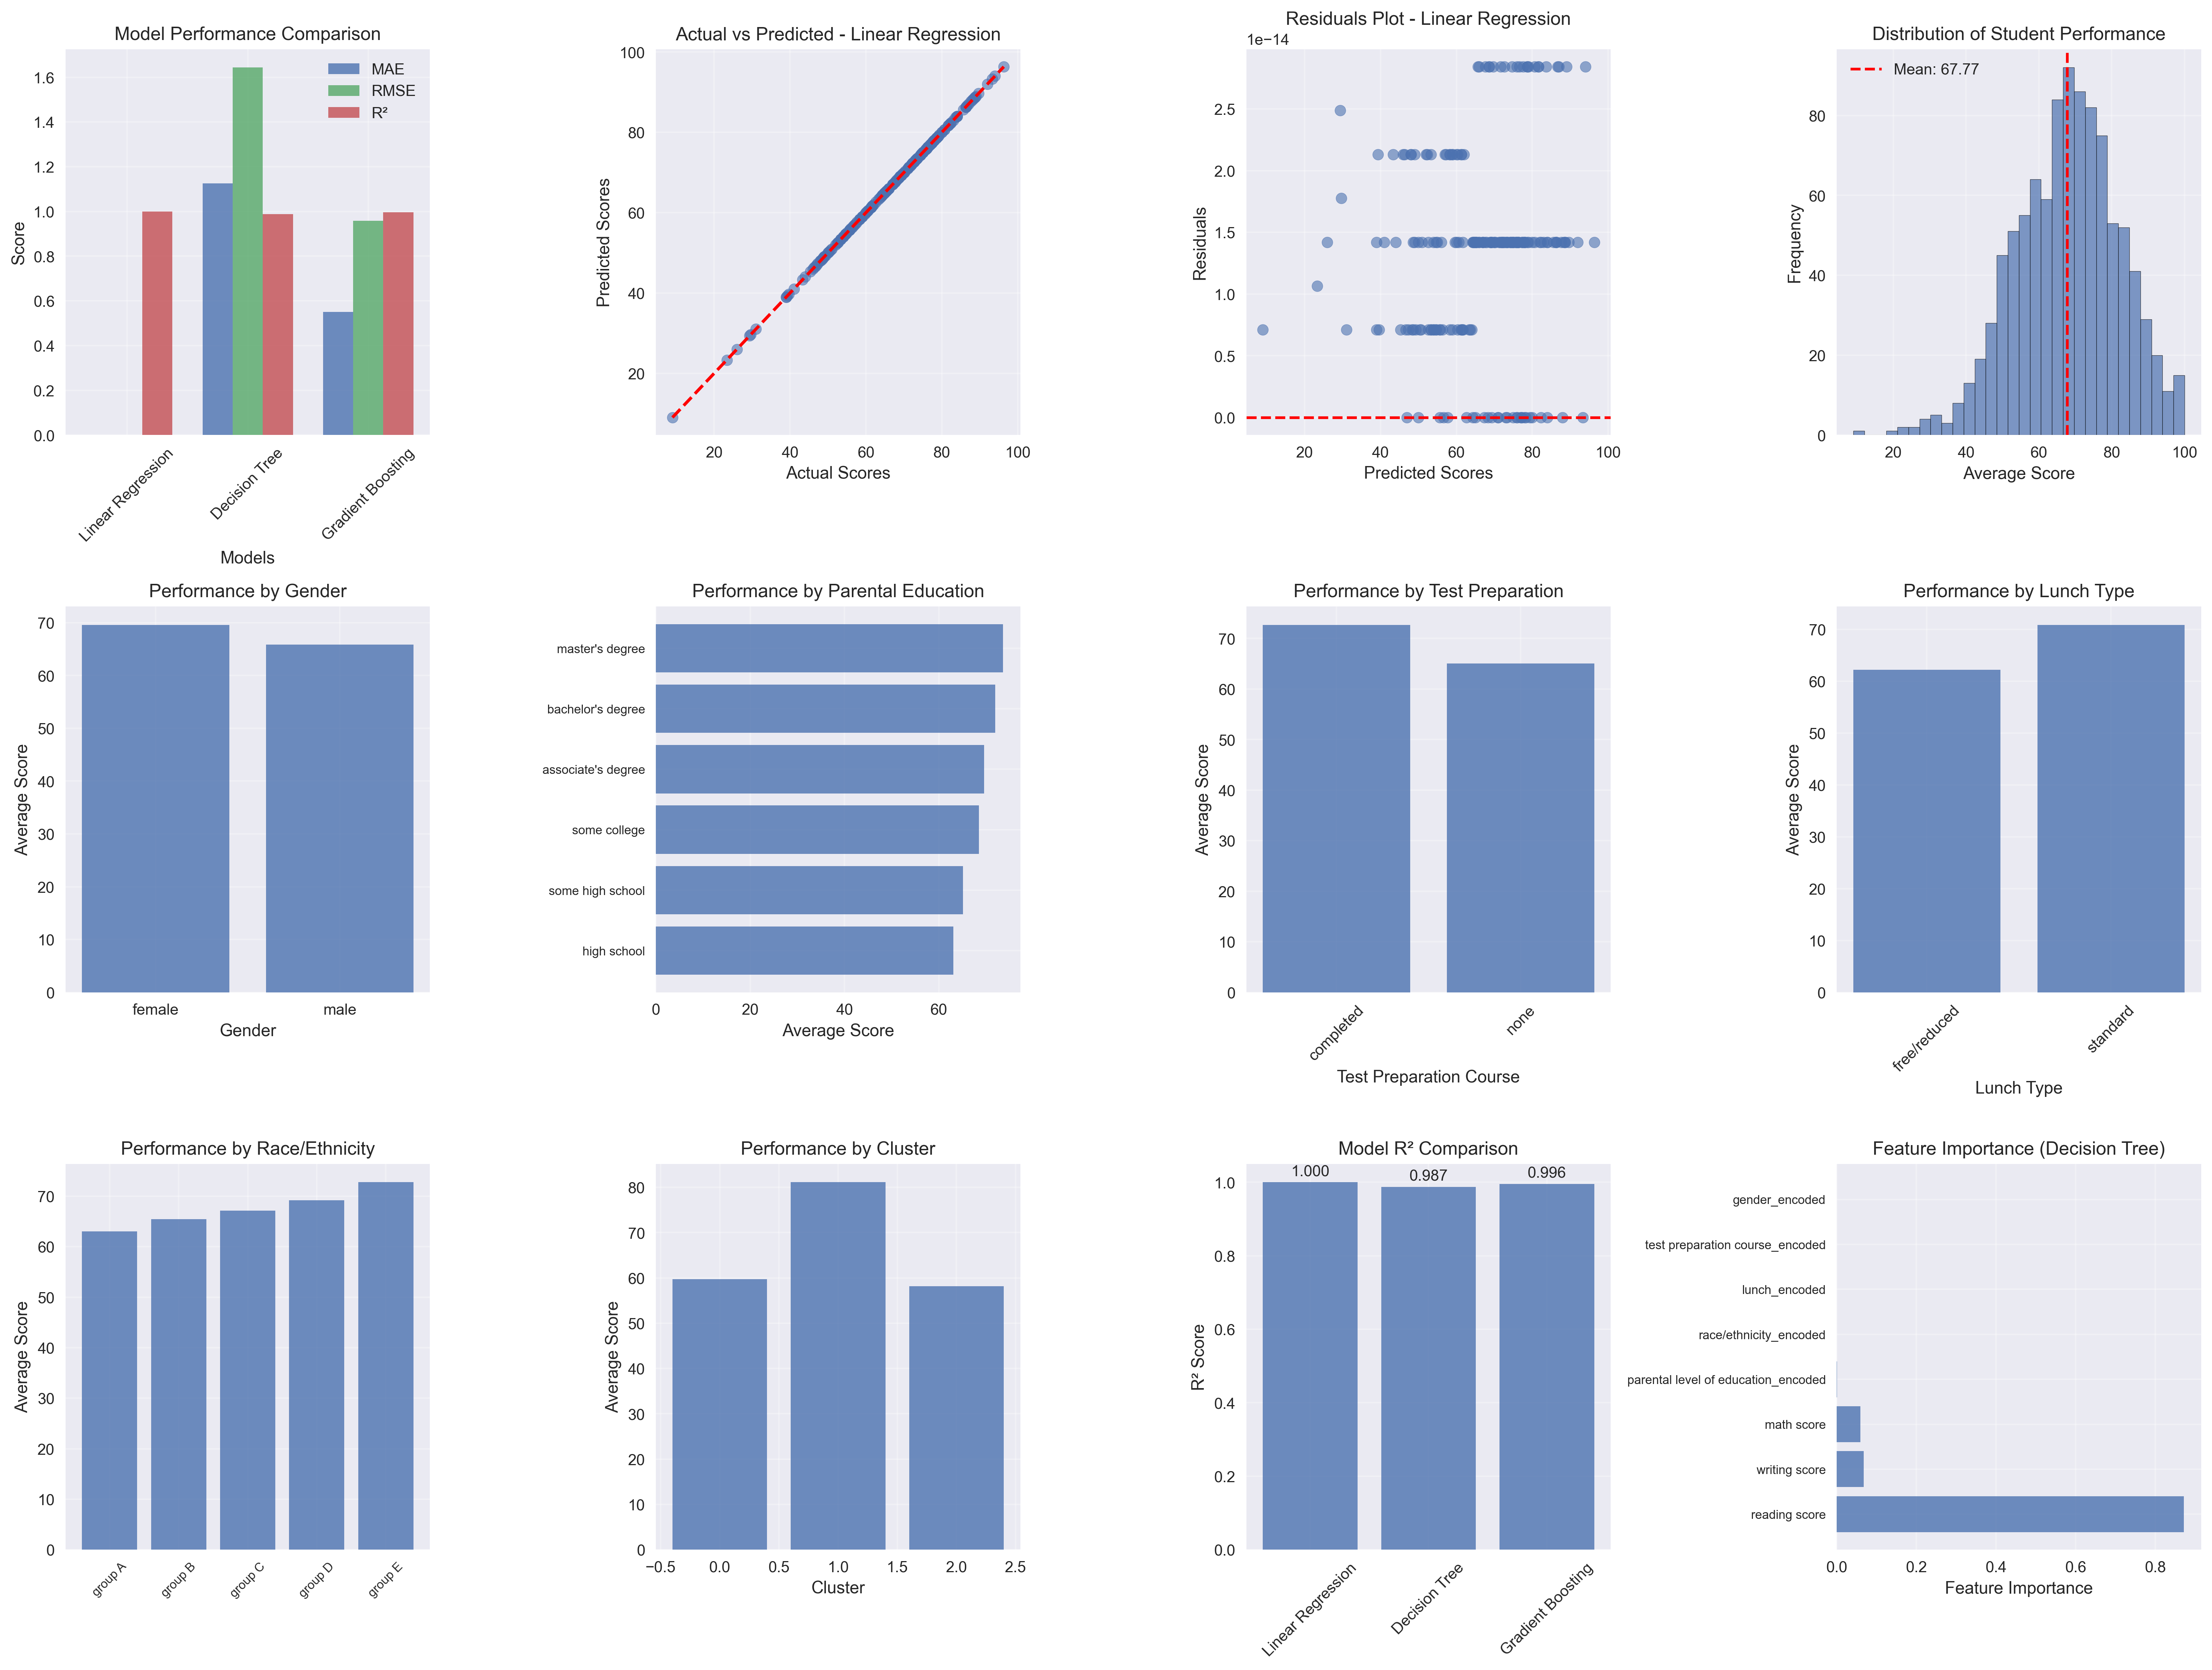 Model Performance Comparison
Score
1.6
1.4
1.2
1.0
0.8
0.6
0.4
0.2
0.0
MAE
RMSE
R²
Linear Regression
Decision Tree
Gradient Boosting
Models
Actual vs Predicted - Linear Regression
Predicted Scores
100
80
60
40
20
20
40
60
80
100
Actual Scores
Residuals Plot - Linear Regression
1e−14
Residuals
2.5
2.0
1.5
1.0
0.5
0.0
20
40
60
80
100
Predicted Scores
Distribution of Student Performance
Mean: 67.77
Frequency
80
60
40
20
0
20
40
60
80
100
Average Score
Performance by Gender
Average Score
70
60
50
40
30
20
10
0
female
male
Gender
Performance by Parental Education
master's degree
bachelor's degree
associate's degree
some college
some high school
high school
0
20
40
60
Average Score
Performance by Test Preparation
Average Score
70
60
50
40
30
20
10
0
completed
none
Test Preparation Course
Performance by Lunch Type
Average Score
70
60
50
40
30
20
10
0
free/reduced
standard
Lunch Type
Performance by Race/Ethnicity
Average Score
70
60
50
40
30
20
10
0
group A
group B
group C
group D
group E
Performance by Cluster
Average Score
80
70
60
50
40
30
20
10
0
−0.5
0.0
0.5
1.0
1.5
2.0
2.5
Cluster
Model R² Comparison
R² Score
1.0
0.8
0.6
0.4
0.2
0.0
1.000
0.987
0.996
Linear Regression
Decision Tree
Gradient Boosting
Feature Importance (Decision Tree)
gender_encoded
test preparation course_encoded
lunch_encoded
race/ethnicity_encoded
parental level of education_encoded
math score
writing score
reading score
0.0
0.2
0.4
0.6
0.8
Feature Importance